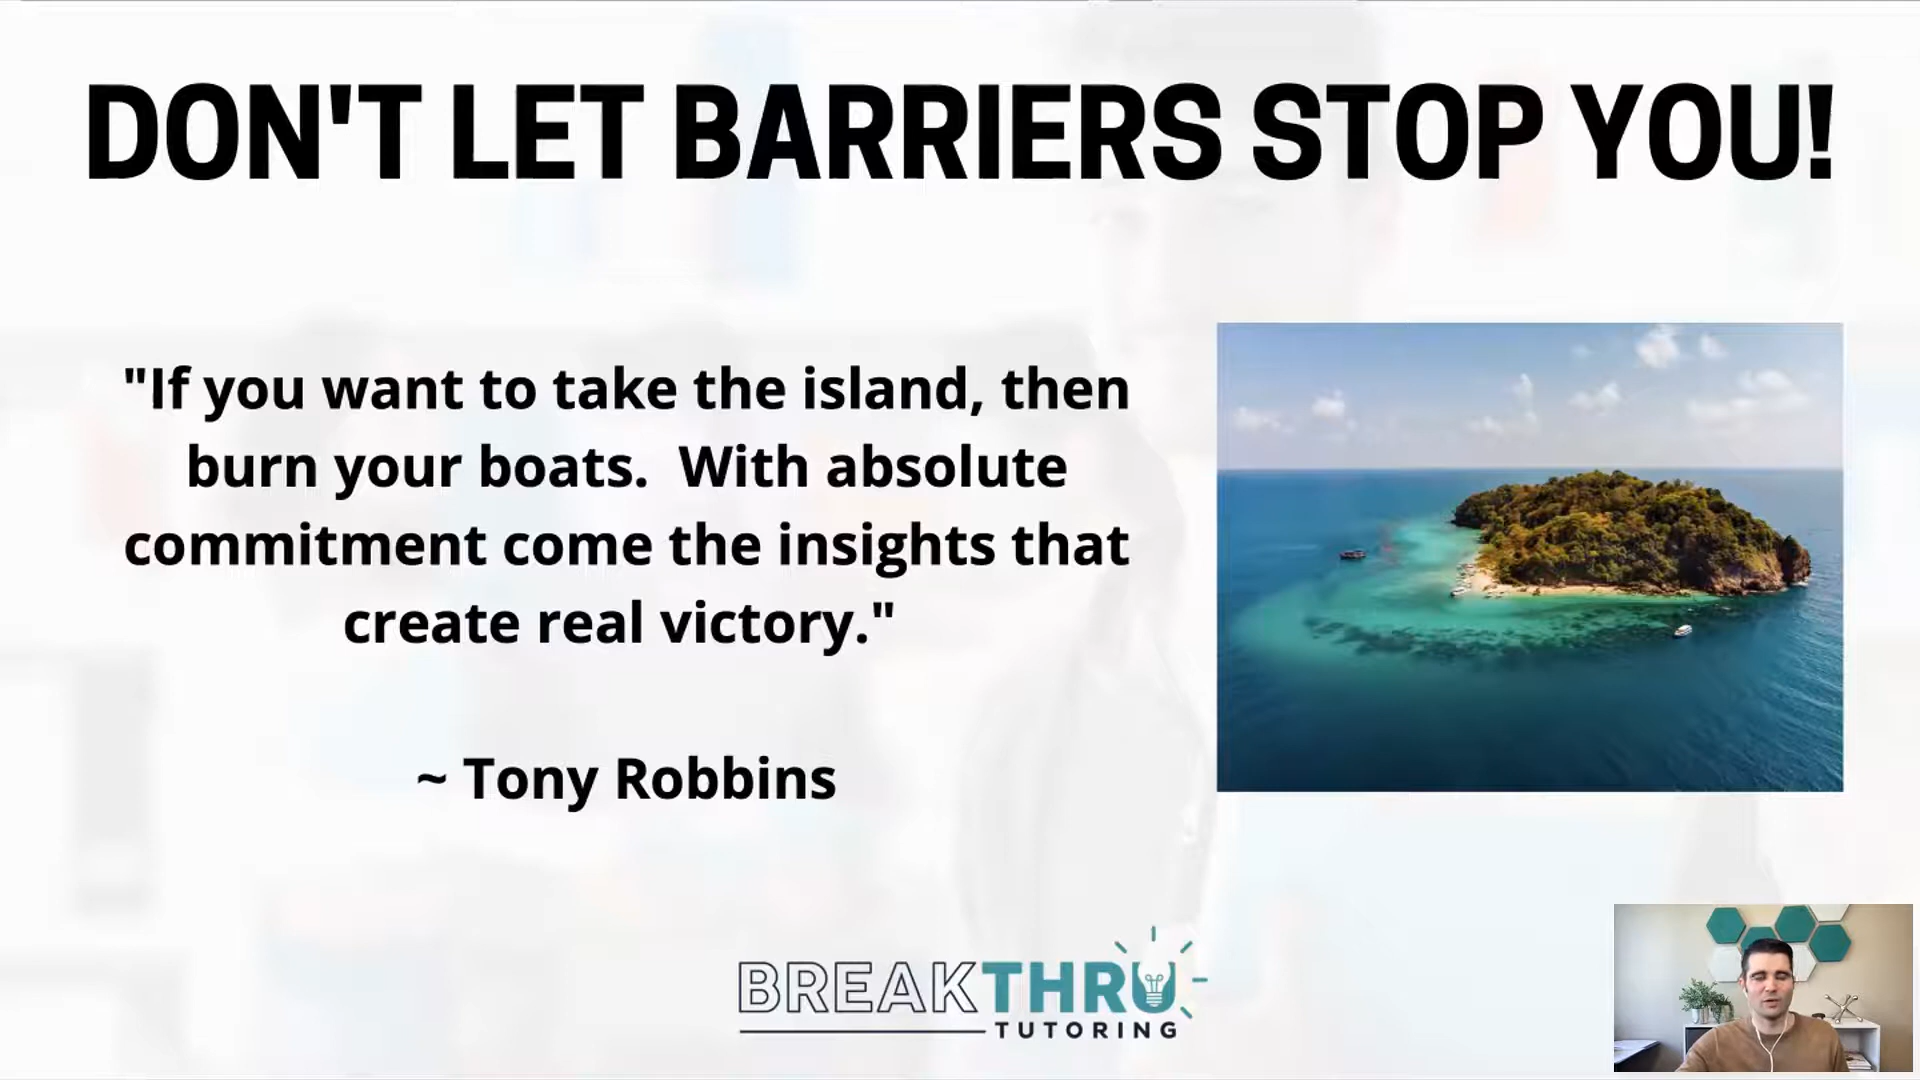 DON'T LET BARRIERS STOP YOU!
"If you want to take the island, then
burn your boats.  With absolute
commitment come the insights that
create real victory."
~ Tony Robbins
BREAKTHRU
TUTORING